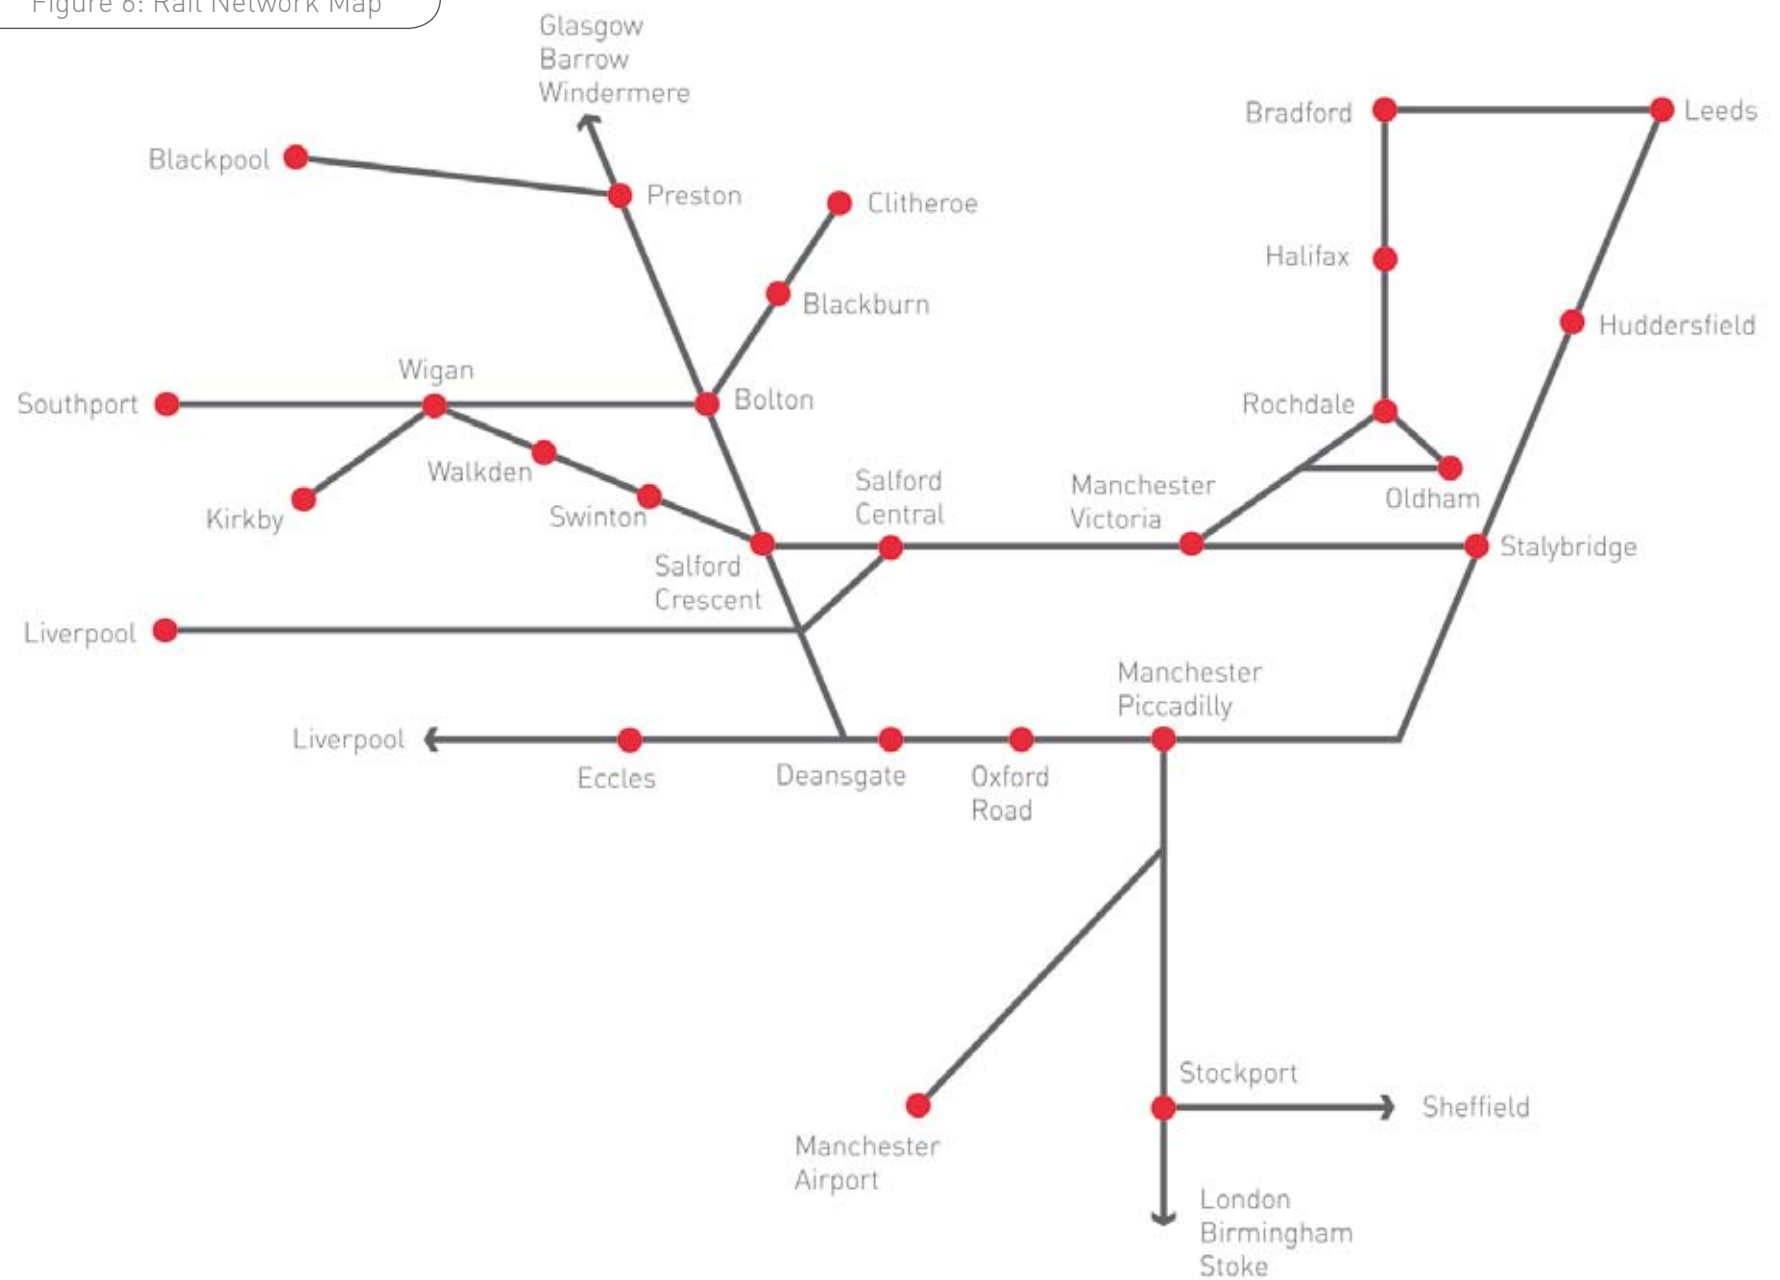 Figure 6: Rail Network Map
Glasgow
Barrow
Windermere
Bradford
Leeds
Blackpool
Preston
Clitheroe
Halifax
Blackburn
Huddersfield
Wigan
Southport
Bolton
Rochdale
Walkden
Salford
Central
Manchester
Victoria
Oldham
Kirkby
Swinton
Stalybridge
Salford
Crescent
Liverpool
Manchester
Piccadilly
Liverpool
Eccles
Deansgate
Oxford
Road
Stockport
Sheffield
Manchester
Airport
London
Birmingham
Stoke